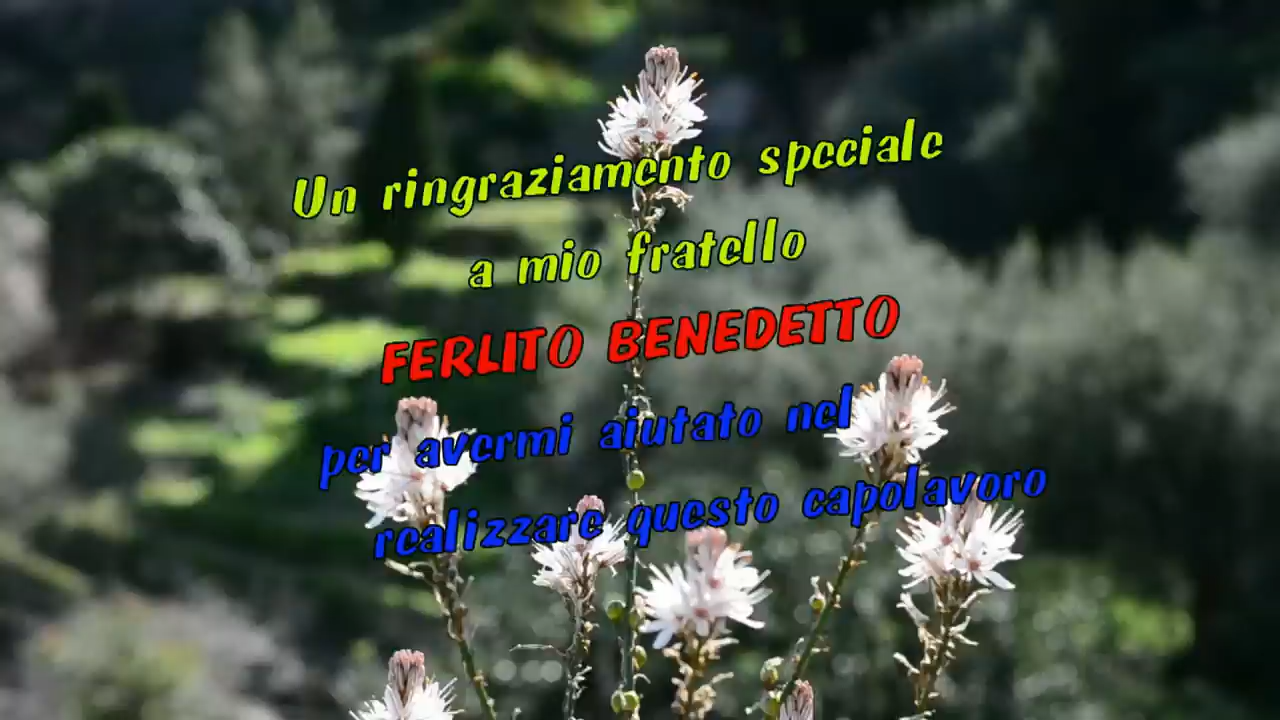 Un ringraziamento speciale
a mio fratello
FERLITO BENEDETTO
per avermi aiutato nel
realizzare questo capolavoro